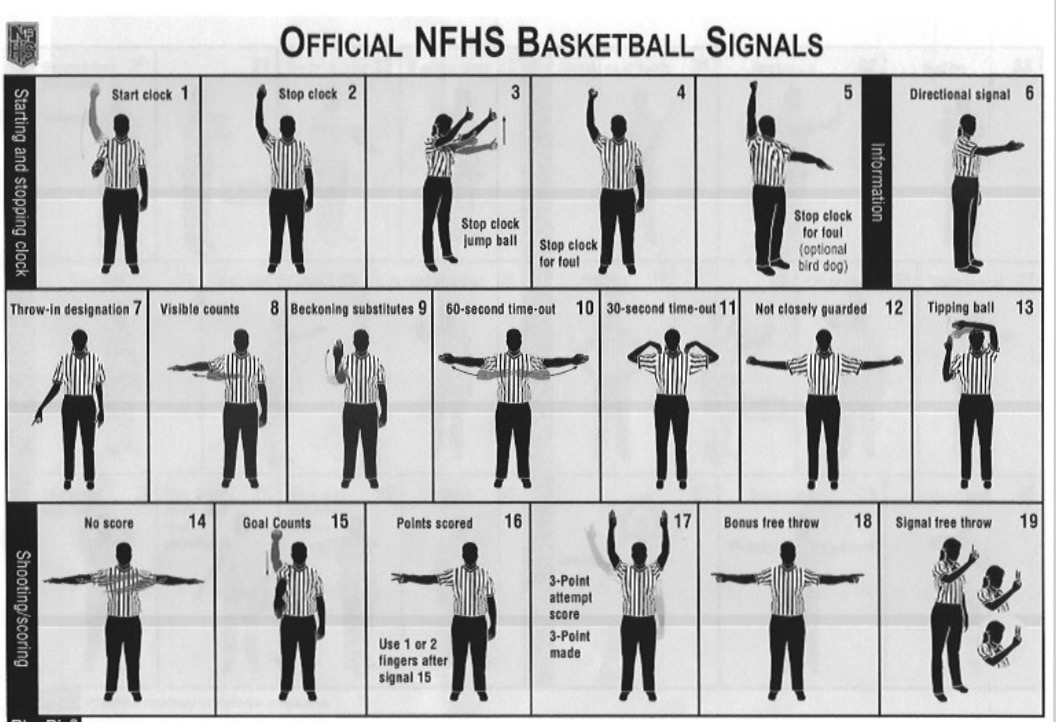 NF
HS
OFFICIAL NFHS BASKETBALL SIGNALS
Starting and stopping clock
Start clock 1
Stop clock 2
3
Stop clock
jump ball
4
Stop clock
for foul
5
Stop clock
for foul
(optional
bird dog)
Information
Directional signal 6
Throw-in designation 7
Visible counts 8
Beckoning substitutes 9
60-second time-out 10
30-second time-out 11
Not closely guarded 12
Tipping ball 13
Shooting/scoring
No score 14
Goal Counts 15
Points scored 16
Use 1 or 2
fingers after
signal 15
17
3-Point
attempt
score
3-Point
made
Bonus free throw 18
Signal free throw 19